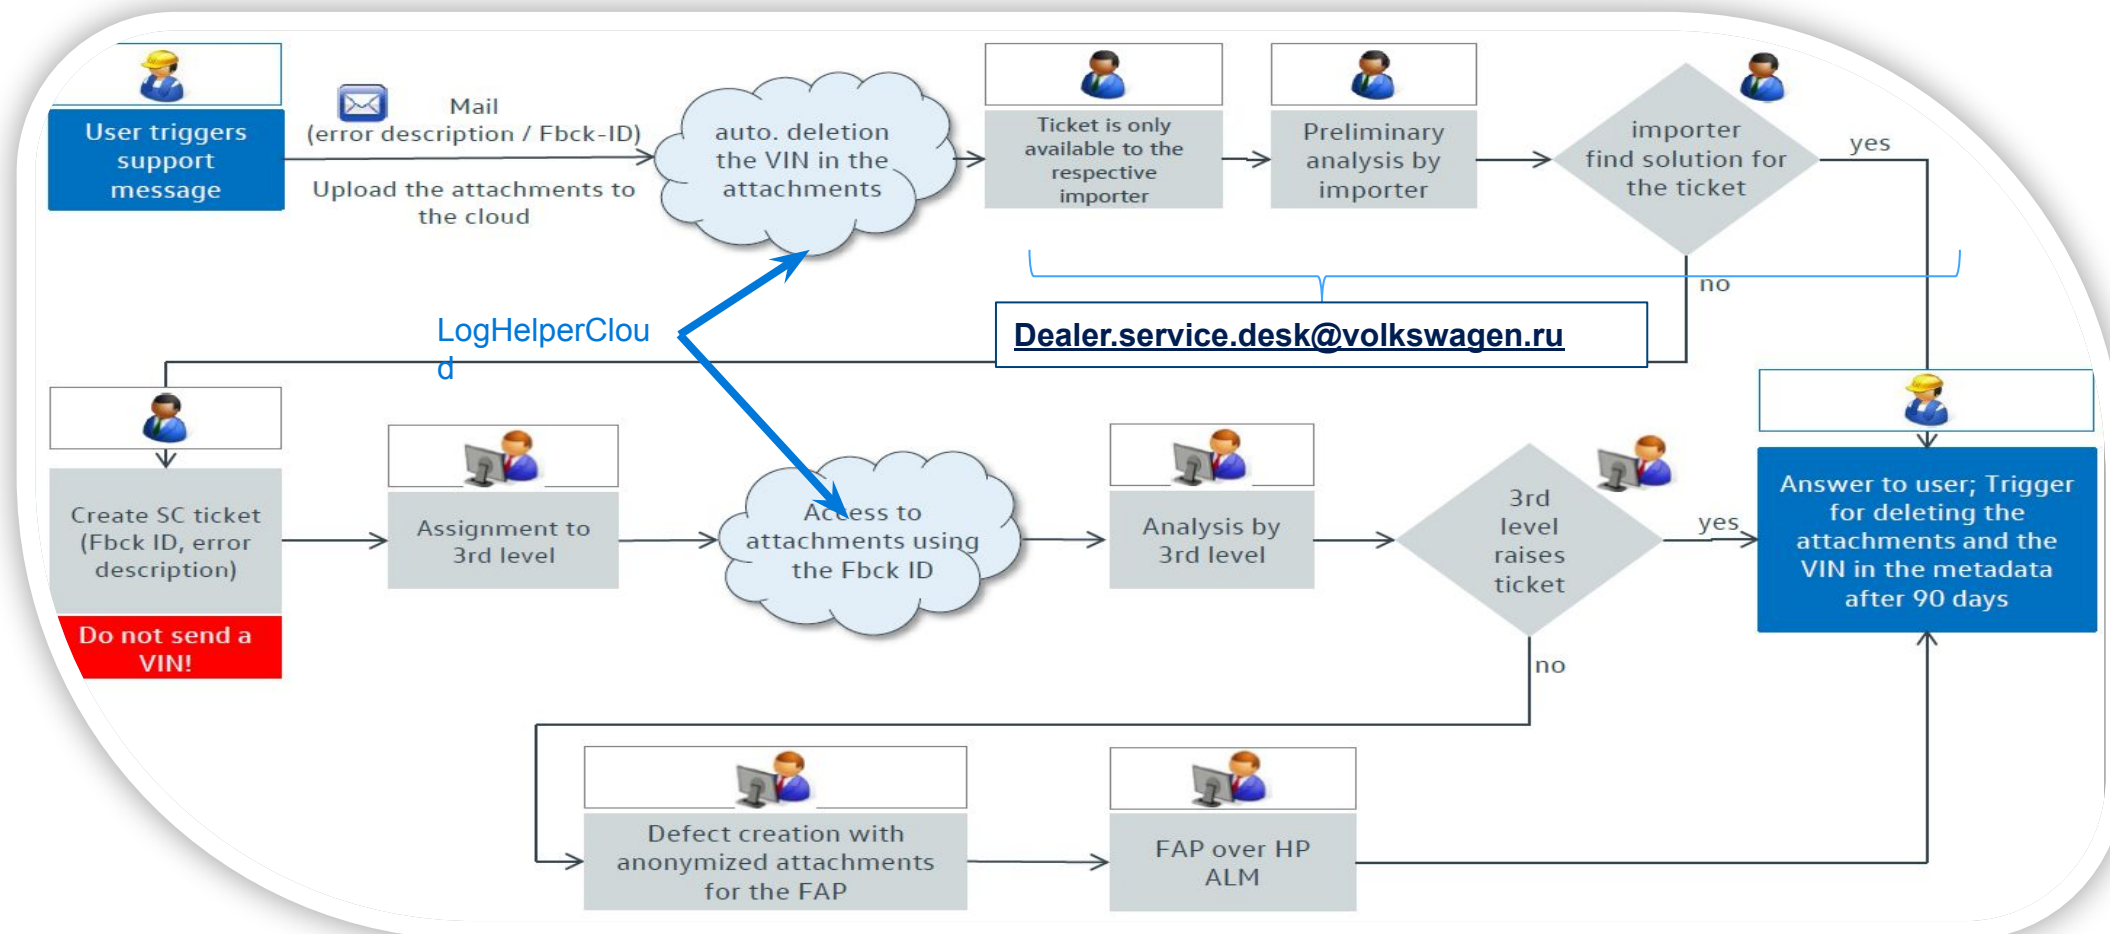 User triggers
support
message
Mail
(error description / Fbck-ID)
Upload the attachments to
the cloud
auto. deletion
the VIN in the
attachments
Ticket is only
available to the
respective
importer
Preliminary
analysis by
importer
importer
find solution for
the ticket
yes
no
LogHelperClou
d
Dealer.service.desk@volkswagen.ru
Create SC ticket
(Fbck ID, error
description)
Do not send a
VIN!
Assignment to
3rd level
Access to
attachments using
the Fbck ID
Analysis by
3rd level
3rd
level
raises
ticket
yes
no
Answer to user; Trigger
for deleting the
attachments and the
VIN in the metadata
after 90 days
Defect creation with
anonymized attachments
for the FAP
FAP over HP
ALM